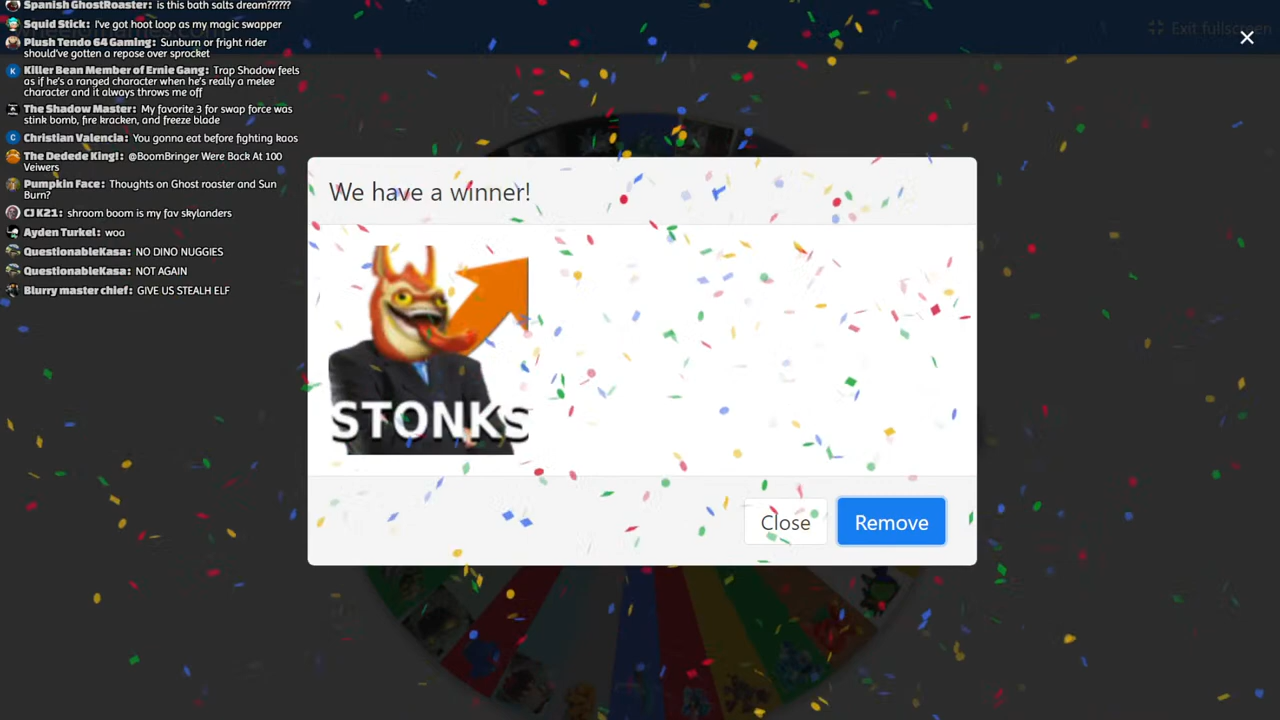 Spanish GhostRoaster: is this bath salts dream??????
Exit fullscreen
Squid Stick: I've got hoot loop as my magic swapper
Plush Tendo 64 Gaming: Sunburn or fright rider
should've gotten a repose over sprocket
Killer Bean Member of Ernie Gang: Trap Shadow feels
as if he's a ranged character when he's really a melee
character and it always throws me off
The Shadow Master: My favorite 3 for swap force was
stink bomb, fire kracken, and freeze blade
Christian Valencia: You gonna eat before fighting kaos
The Dedede King!: @BoomBringer Were Back At 100
Veiwers
Pumpkin Face: Thoughts on Ghost roaster and Sun
Burn?
CJ K21: shroom boom is my fav skylanders
Ayden Turkel: woa
QuestionableKasa: NO DINO NUGGIES
QuestionableKasa: NOT AGAIN
Blurry master chief: GIVE US STEALH ELF
We have a winner!
STONKS
Close
Remove